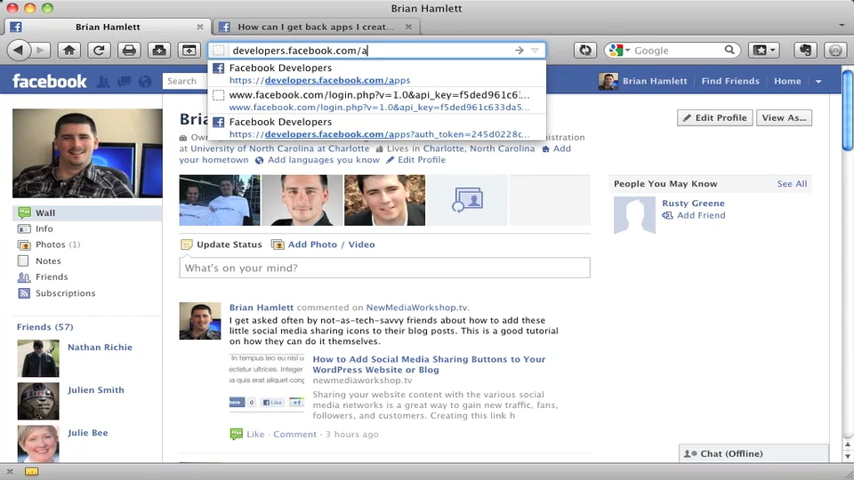 Brian Hamlett
Brian Hamlett
How can I get back apps I creat...
developers.facebook.com/a
Google
Facebook Developers
https://developers.facebook.com/apps
www.facebook.com/login.php?v=1.0&api_key=f5ded961c6:...
www.facebook.com/login.php?v=1.0&api_key=f5ded961c633da5...
Facebook Developers
https://developers.facebook.com/apps?auth_token=245d0228c...
facebook
Search
Brian Hamlett
Find Friends
Home
Edit Profile
View As...
at University of North Carolina at Charlotte
Lives in Charlotte, North Carolina
Add
your hometown
Add languages you know
Edit Profile
Wall
Info
Photos (1)
Notes
Friends
Subscriptions
Friends (57)
Nathan Richie
Julien Smith
Julie Bee
Update Status
Add Photo / Video
What's on your mind?
Brian Hamlett commented on NewMediaWorkshop.tv.
I get asked often by not-as-tech-savvy friends about how to add these
little social media sharing icons to their blog posts. This is a good tutorial
on how they can do it themselves.
How to Add Social Media Sharing Buttons to Your
WordPress Website or Blog
newmediaworkshop.tv
Sharing your website content with the various social
media networks is a great way to gain new traffic, fans,
followers, and customers. Creating this link h
Like · Comment · 3 hours ago
People You May Know
See All
Rusty Greene
Add Friend
Chat (Offline)